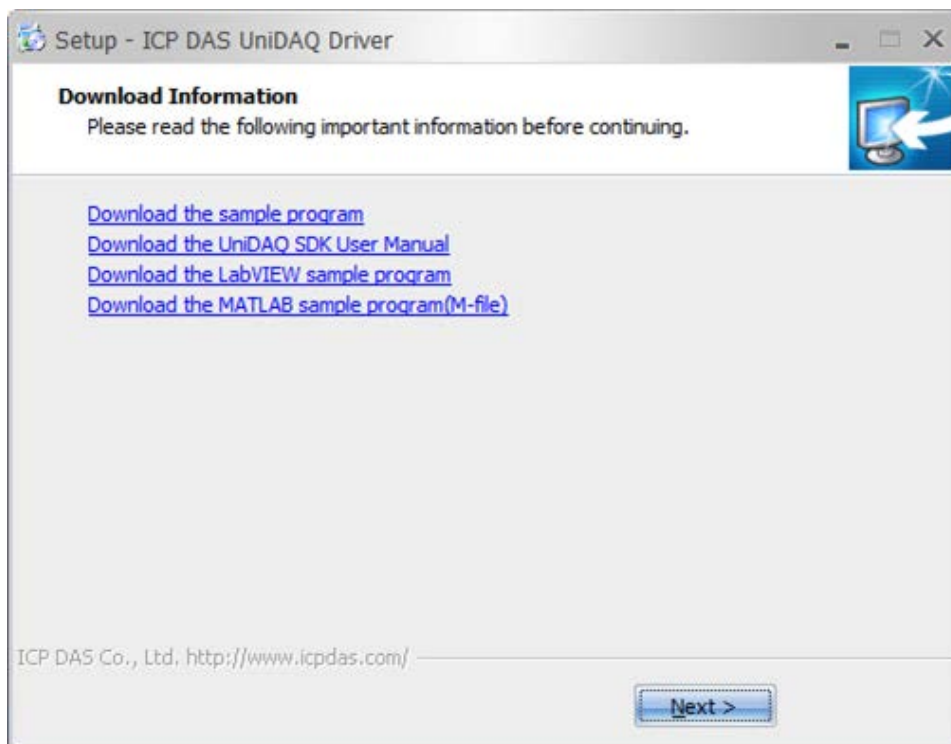 Setup - ICP DAS UniDAQ Driver
Download Information
Please read the following important information before continuing.
Download the sample program
Download the UniDAQ SDK User Manual
Download the LabVIEW sample program
Download the MATLAB sample program(M-file)
ICP DAS Co., Ltd. http://www.icpdas.com/
Next >